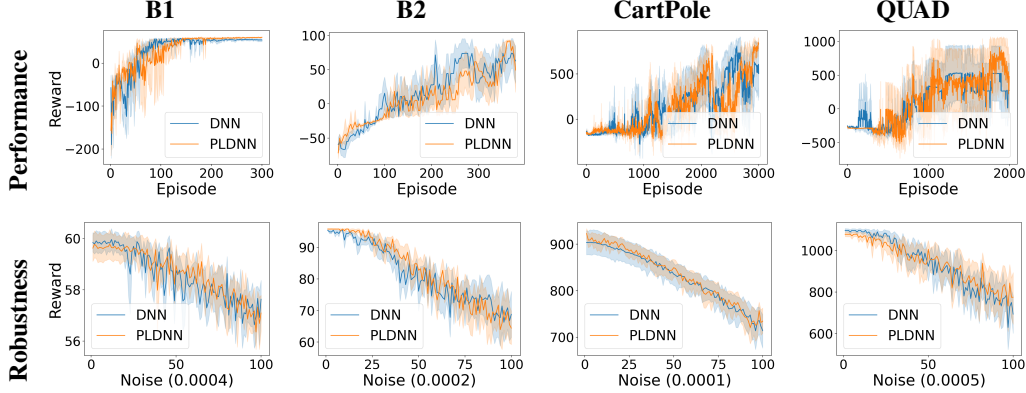 B1 B2 CartPole QUAD
Performance
Reward
0
−100
−200
DNN
PLDNN
0 100 200 300
Episode
100
50
0
−50
DNN
PLDNN
0 100 200 300
Episode
500
0
DNN
PLDNN
0 1000 2000 3000
Episode
1000
500
0
−500
DNN
PLDNN
0 1000 2000
Episode
Robustness
Reward
60
58
56
DNN
PLDNN
0 50 100
Noise (0.0004)
90
80
70
60
DNN
PLDNN
0 25 50 75 100
Noise (0.0002)
900
800
700
DNN
PLDNN
0 25 50 75 100
Noise (0.0001)
1000
800
600
DNN
PLDNN
0 50 100
Noise (0.0005)